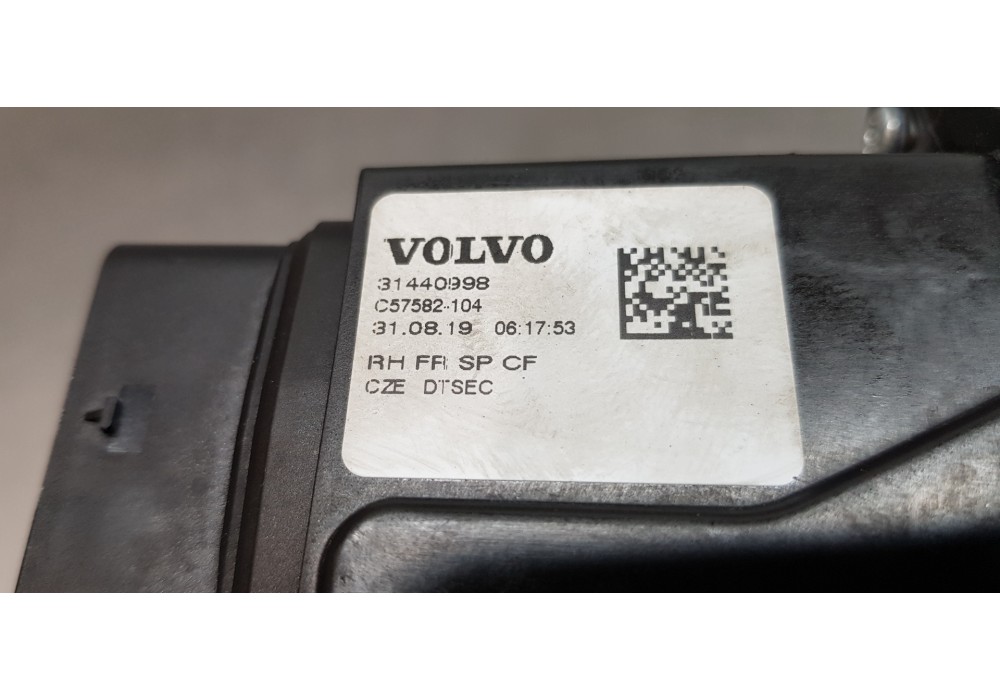 VOLVO
31440998
C57582-104
31.08.19 06:17:53
RH FR SP CF
CZE DTSEC